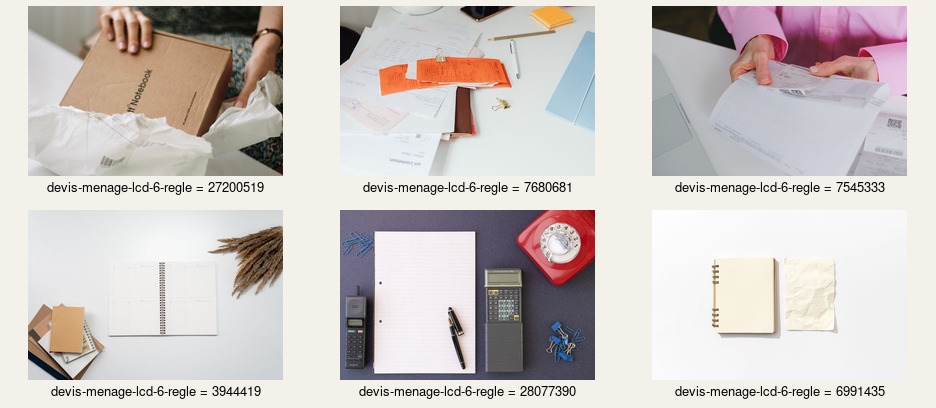 Notebook
devis-menage-lcd-6-regle = 27200519
devis-menage-lcd-6-regle = 7680681
devis-menage-lcd-6-regle = 7545333
devis-menage-lcd-6-regle = 3944419
devis-menage-lcd-6-regle = 28077390
devis-menage-lcd-6-regle = 6991435